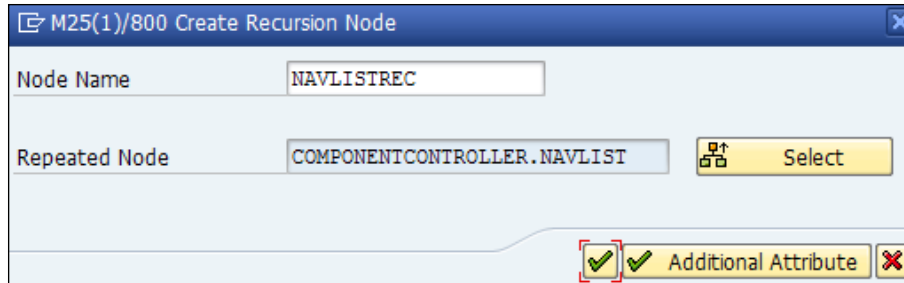 M25(1)/800 Create Recursion Node
Node Name NAVLISTREC
Repeated Node COMPONENTCONTROLLER.NAVLIST Select
Additional Attribute